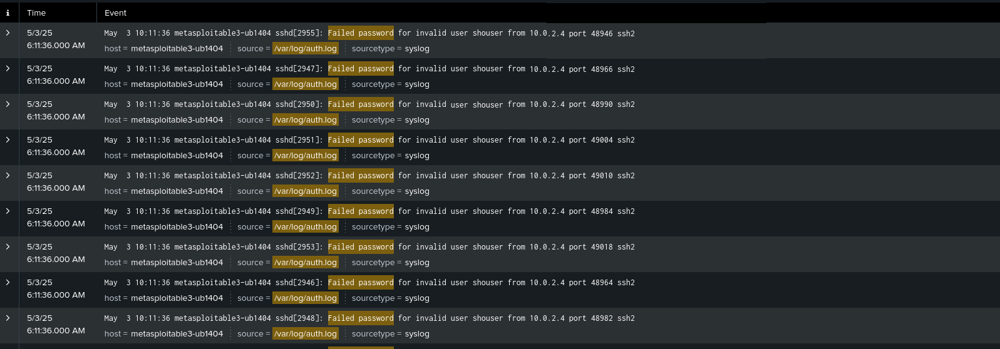 i Time Event
5/3/25 May  3 10:11:36 metasploitable3-ub1404 sshd[2955]: Failed password for invalid user shouser from 10.0.2.4 port 48946 ssh2
6:11:36.000 AM host = metasploitable3-ub1404 source = /var/log/auth.log sourcetype = syslog
5/3/25 May  3 10:11:36 metasploitable3-ub1404 sshd[2947]: Failed password for invalid user shouser from 10.0.2.4 port 48966 ssh2
6:11:36.000 AM host = metasploitable3-ub1404 source = /var/log/auth.log sourcetype = syslog
5/3/25 May  3 10:11:36 metasploitable3-ub1404 sshd[2950]: Failed password for invalid user shouser from 10.0.2.4 port 48990 ssh2
6:11:36.000 AM host = metasploitable3-ub1404 source = /var/log/auth.log sourcetype = syslog
5/3/25 May  3 10:11:36 metasploitable3-ub1404 sshd[2951]: Failed password for invalid user shouser from 10.0.2.4 port 49004 ssh2
6:11:36.000 AM host = metasploitable3-ub1404 source = /var/log/auth.log sourcetype = syslog
5/3/25 May  3 10:11:36 metasploitable3-ub1404 sshd[2952]: Failed password for invalid user shouser from 10.0.2.4 port 49010 ssh2
6:11:36.000 AM host = metasploitable3-ub1404 source = /var/log/auth.log sourcetype = syslog
5/3/25 May  3 10:11:36 metasploitable3-ub1404 sshd[2949]: Failed password for invalid user shouser from 10.0.2.4 port 48984 ssh2
6:11:36.000 AM host = metasploitable3-ub1404 source = /var/log/auth.log sourcetype = syslog
5/3/25 May  3 10:11:36 metasploitable3-ub1404 sshd[2953]: Failed password for invalid user shouser from 10.0.2.4 port 49018 ssh2
6:11:36.000 AM host = metasploitable3-ub1404 source = /var/log/auth.log sourcetype = syslog
5/3/25 May  3 10:11:36 metasploitable3-ub1404 sshd[2946]: Failed password for invalid user shouser from 10.0.2.4 port 48964 ssh2
6:11:36.000 AM host = metasploitable3-ub1404 source = /var/log/auth.log sourcetype = syslog
5/3/25 May  3 10:11:36 metasploitable3-ub1404 sshd[2948]: Failed password for invalid user shouser from 10.0.2.4 port 48982 ssh2
6:11:36.000 AM host = metasploitable3-ub1404 source = /var/log/auth.log sourcetype = syslog